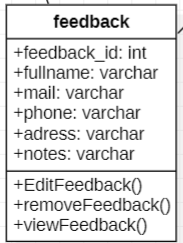 feedback
+feedback_id: int
+fullname: varchar
+mail: varchar
+phone: varchar
+adress: varchar
+notes: varchar
+EditFeedback()
+removeFeedback()
+viewFeedback()